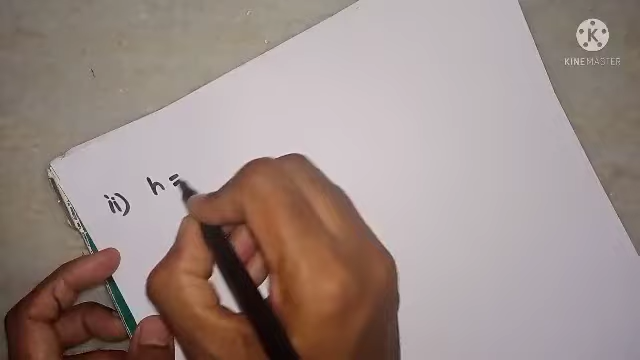 ii) h =
KINEMASTER